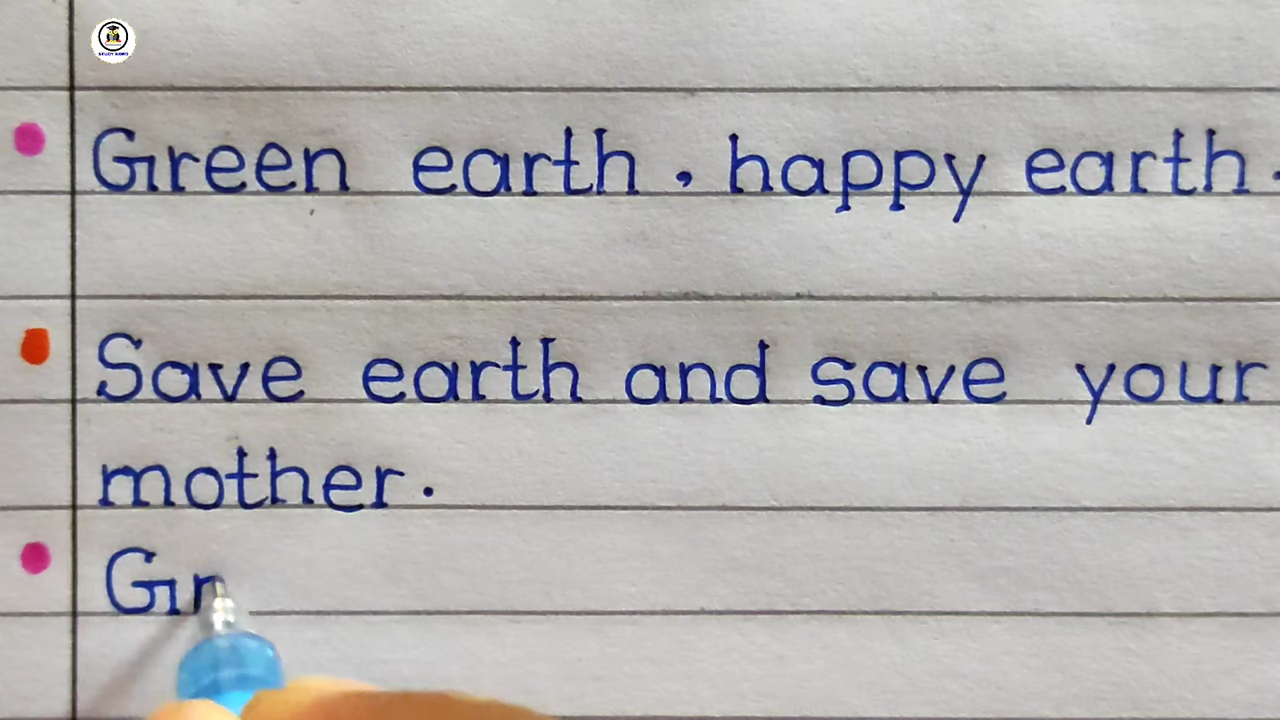 Green earth, happy earth.
Save earth and save your
mother.
Gr